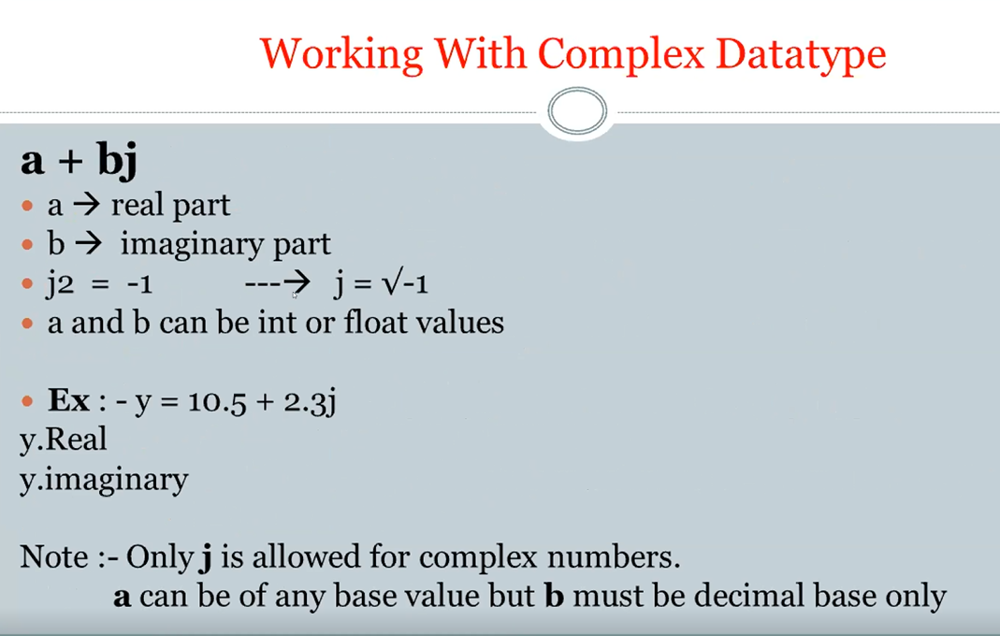 Working With Complex Datatype
a + bj
• a → real part
• b → imaginary part
• j2 = -1 ---→ j = √-1
• a and b can be int or float values
• Ex : - y = 10.5 + 2.3j
y.Real
y.imaginary
Note :- Only j is allowed for complex numbers.
a can be of any base value but b must be decimal base only